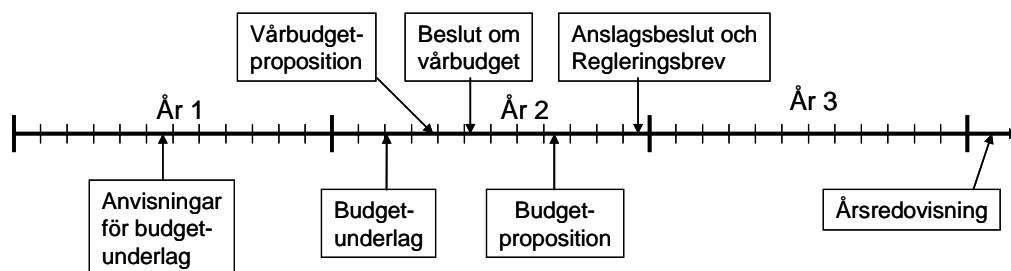 Vårbudget-
proposition
Beslut om
vårbudget
Anslagsbeslut och
Regleringsbrev
År 1
År 2
År 3
Anvisningar
för budget-
underlag
Budget-
underlag
Budget-
proposition
Årsredovisning